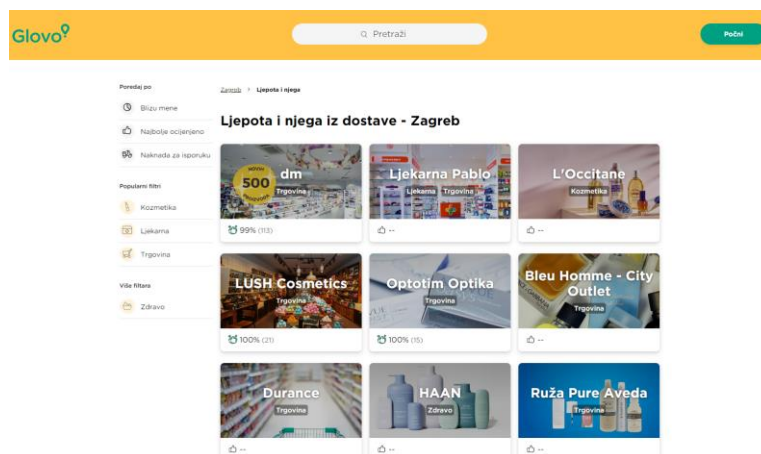 Glovo
Pretraži
Počni
Poredaj po
Blizu mene
Najbolje ocijenjeno
Naknada za isporuku
Popularni filtri
Kozmetika
Ljekarna
Trgovina
Više filtara
Zdravo
Zagreb
Ljepota i njega
Ljepota i njega iz dostave - Zagreb
500
dm
Trgovina
99% (113)
Ljekarna Pablo
Ljekarna Trgovina
--
L'Occitane
Kozmetika
--
LUSH Cosmetics
Trgovina
100% (21)
Optotim Optika
Trgovina
100% (15)
Bleu Homme - City
Outlet
Trgovina
--
Durance
Trgovina
--
HAAN
Zdravo
--
Ruža Pure Aveda
Trgovina
--